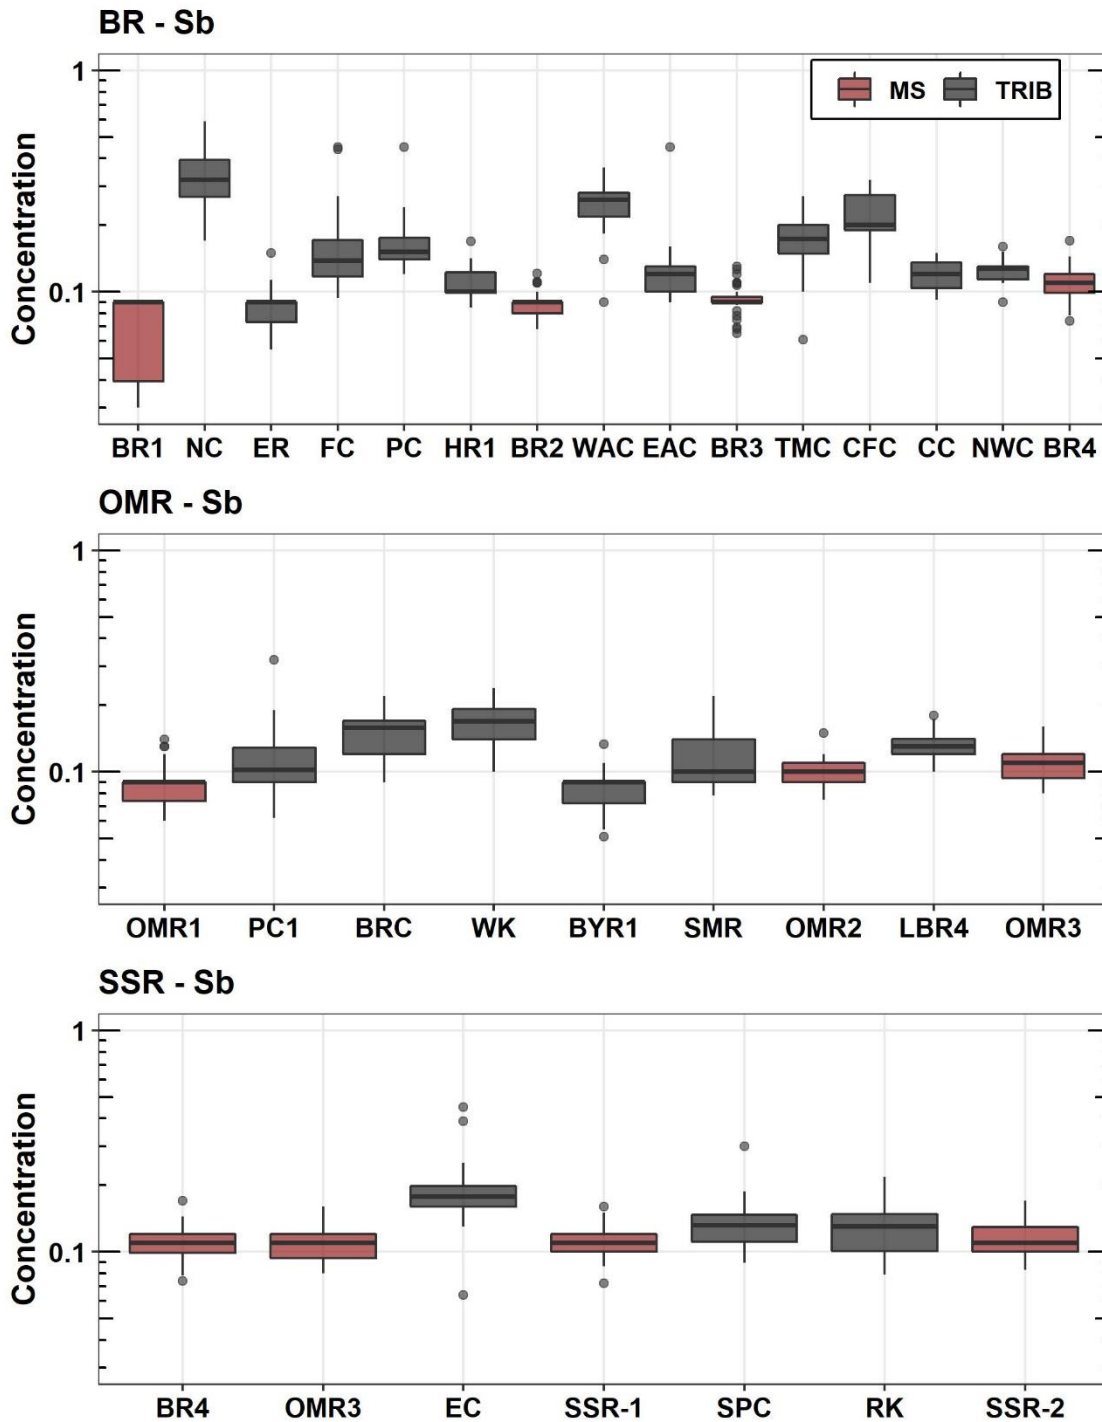 BR - Sb
Concentration
1
0.1
MS TRIB
BR1 NC ER FC PC HR1 BR2 WAC EAC BR3 TMC CFC CC NWC BR4
OMR - Sb
Concentration
1
0.1
OMR1 PC1 BRC WK BYR1 SMR OMR2 LBR4 OMR3
SSR - Sb
Concentration
1
0.1
BR4 OMR3 EC SSR-1 SPC RK SSR-2